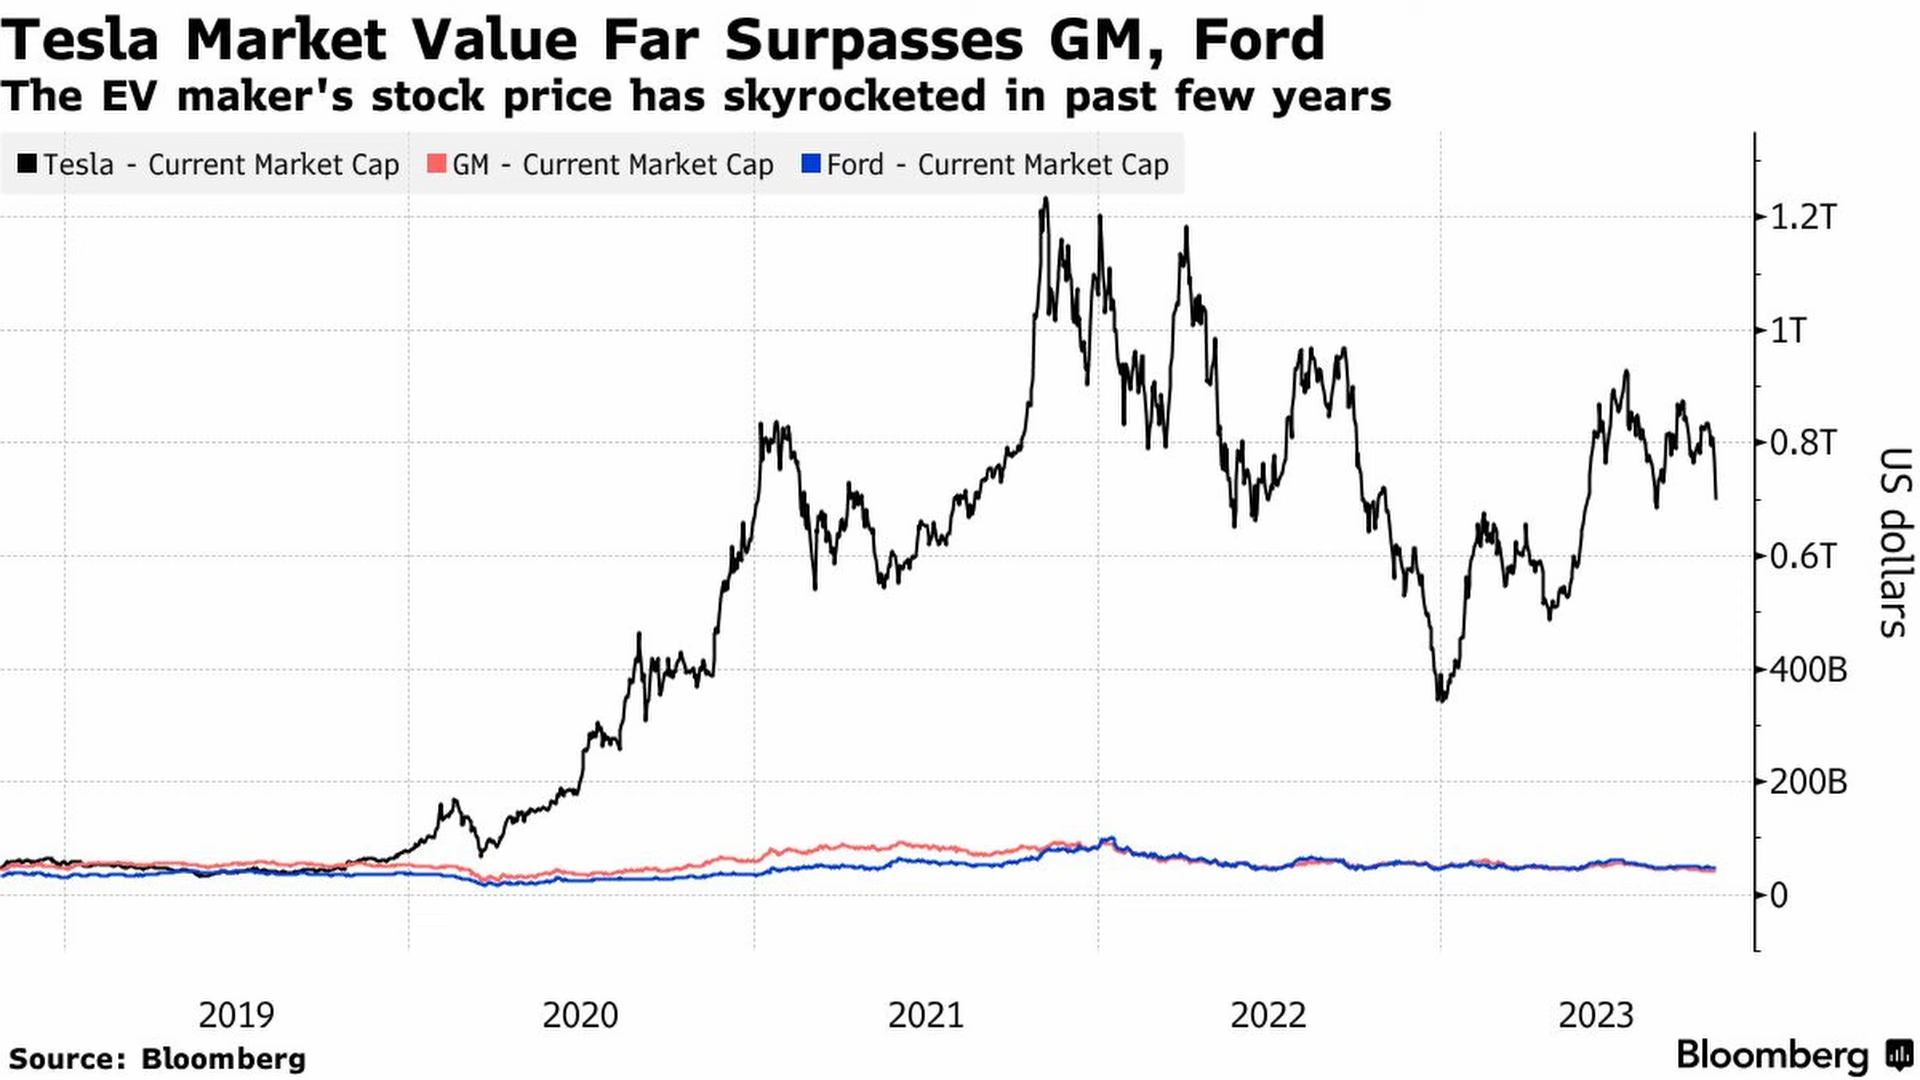 Tesla Market Value Far Surpasses GM, Ford
The EV maker's stock price has skyrocketed in past few years
Tesla - Current Market Cap GM - Current Market Cap Ford - Current Market Cap
1.2T
1T
0.8T
0.6T
400B
200B
0
US dollars
2019 2020 2021 2022 2023
Source: Bloomberg
Bloomberg